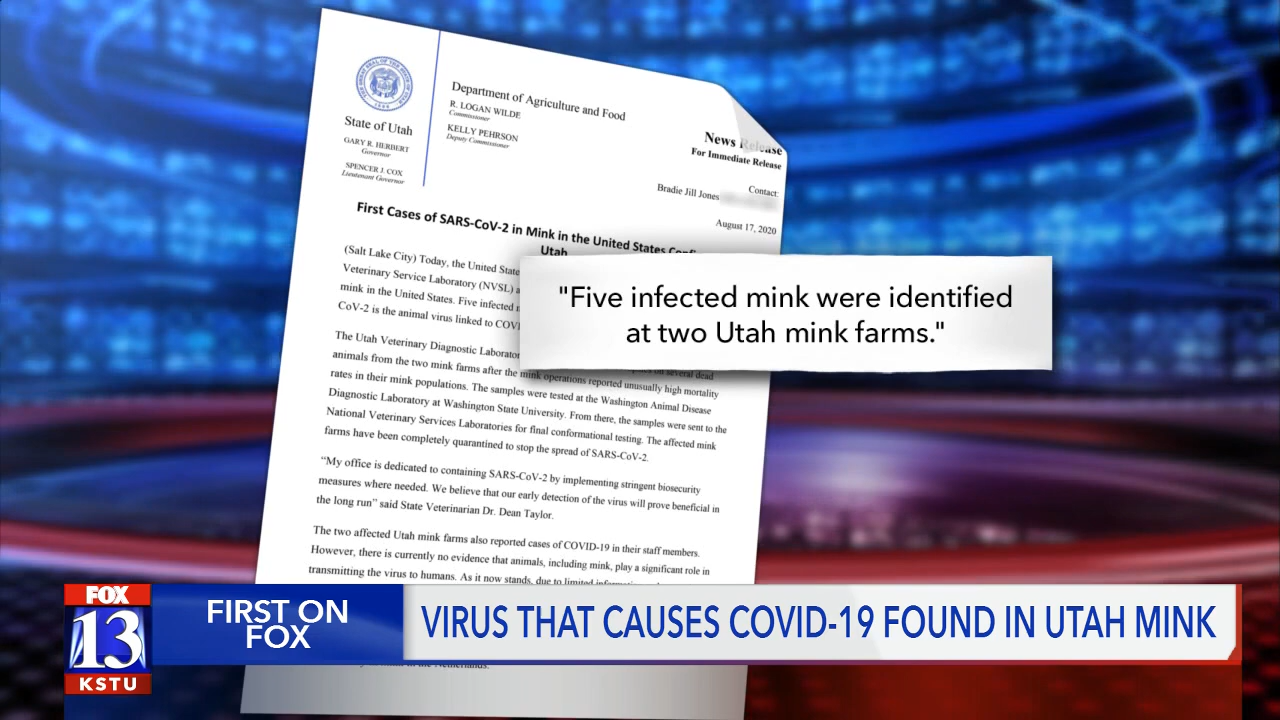 Department of Agriculture and Food
R. LOGAN WILDE
Commissioner
KELLY PEHRSON
Deputy Commissioner
State of Utah
GARY R. HERBERT
Governor
SPENCER J. COX
Lieutenant Governor
News Release
For Immediate Release
Contact:
Bradie Jill Jones
August 17, 2020
First Cases of SARS-CoV-2 in Mink in the United States
Utah
(Salt Lake City) Today, the United State
Veterinary Service Laboratory (NVSL) a
mink in the United States. Five infected
CoV-2 is the animal virus linked to COVI
"Five infected mink were identified
at two Utah mink farms."
The Utah Veterinary Diagnostic Laborator on several dead
animals from the two mink farms after the mink operations reported unusually high mortality
rates in their mink populations. The samples were tested at the Washington Animal Disease
Diagnostic Laboratory at Washington State University. From there, the samples were sent to the
National Veterinary Services Laboratories for final conformational testing. The affected mink
farms have been completely quarantined to stop the spread of SARS-CoV-2.
“My office is dedicated to containing SARS-CoV-2 by implementing stringent biosecurity
measures where needed. We believe that our early detection of the virus will prove beneficial in
the long run” said State Veterinarian Dr. Dean Taylor.
The two affected Utah mink farms also reported cases of COVID-19 in their staff members.
However, there is currently no evidence that animals, including mink, play a significant role in
transmitting the virus to humans. As it now stands, due to limited
in the Netherlands.
FOX
13
KSTU
FIRST ON
FOX
VIRUS THAT CAUSES COVID-19 FOUND IN UTAH MINK